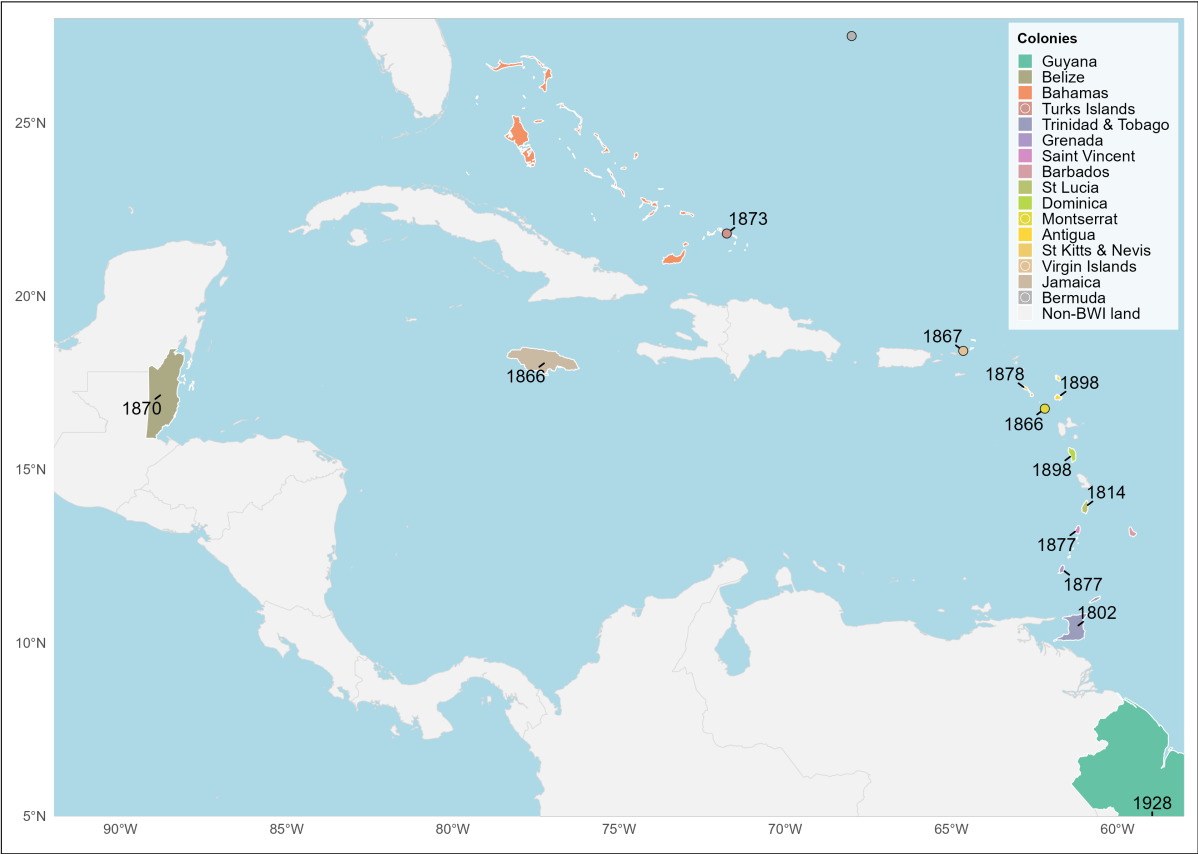 Colonies
Guyana
Belize
Bahamas
Turks Islands
Trinidad & Tobago
Grenada
Saint Vincent
Barbados
St Lucia
Dominica
Montserrat
Antigua
St Kitts & Nevis
Virgin Islands
Jamaica
Bermuda
Non-BWI land
25°N
1873
20°N
1867
1866
1878
1898
1870
1866
15°N
1898
1814
1877
1877
1802
10°N
1928
5°N
90°W
85°W
80°W
75°W
70°W
65°W
60°W